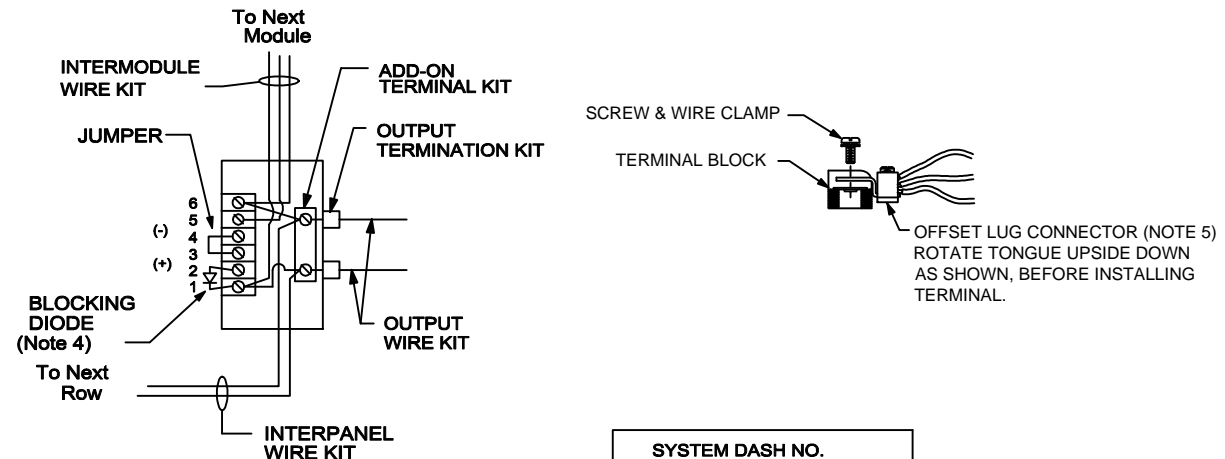 To Next
Module
INTERMODULE
WIRE KIT
ADD-ON
TERMINAL KIT
JUMPER
OUTPUT
TERMINATION KIT
6
5
(-)
4
3
(+)
2
1
BLOCKING
DIODE
(Note 4)
OUTPUT
WIRE KIT
To Next
Row
INTERPANEL
WIRE KIT
SCREW & WIRE CLAMP
TERMINAL BLOCK
OFFSET LUG CONNECTOR (NOTE 5)
ROTATE TONGUE UPSIDE DOWN
AS SHOWN, BEFORE INSTALLING
TERMINAL.
SYSTEM DASH NO.